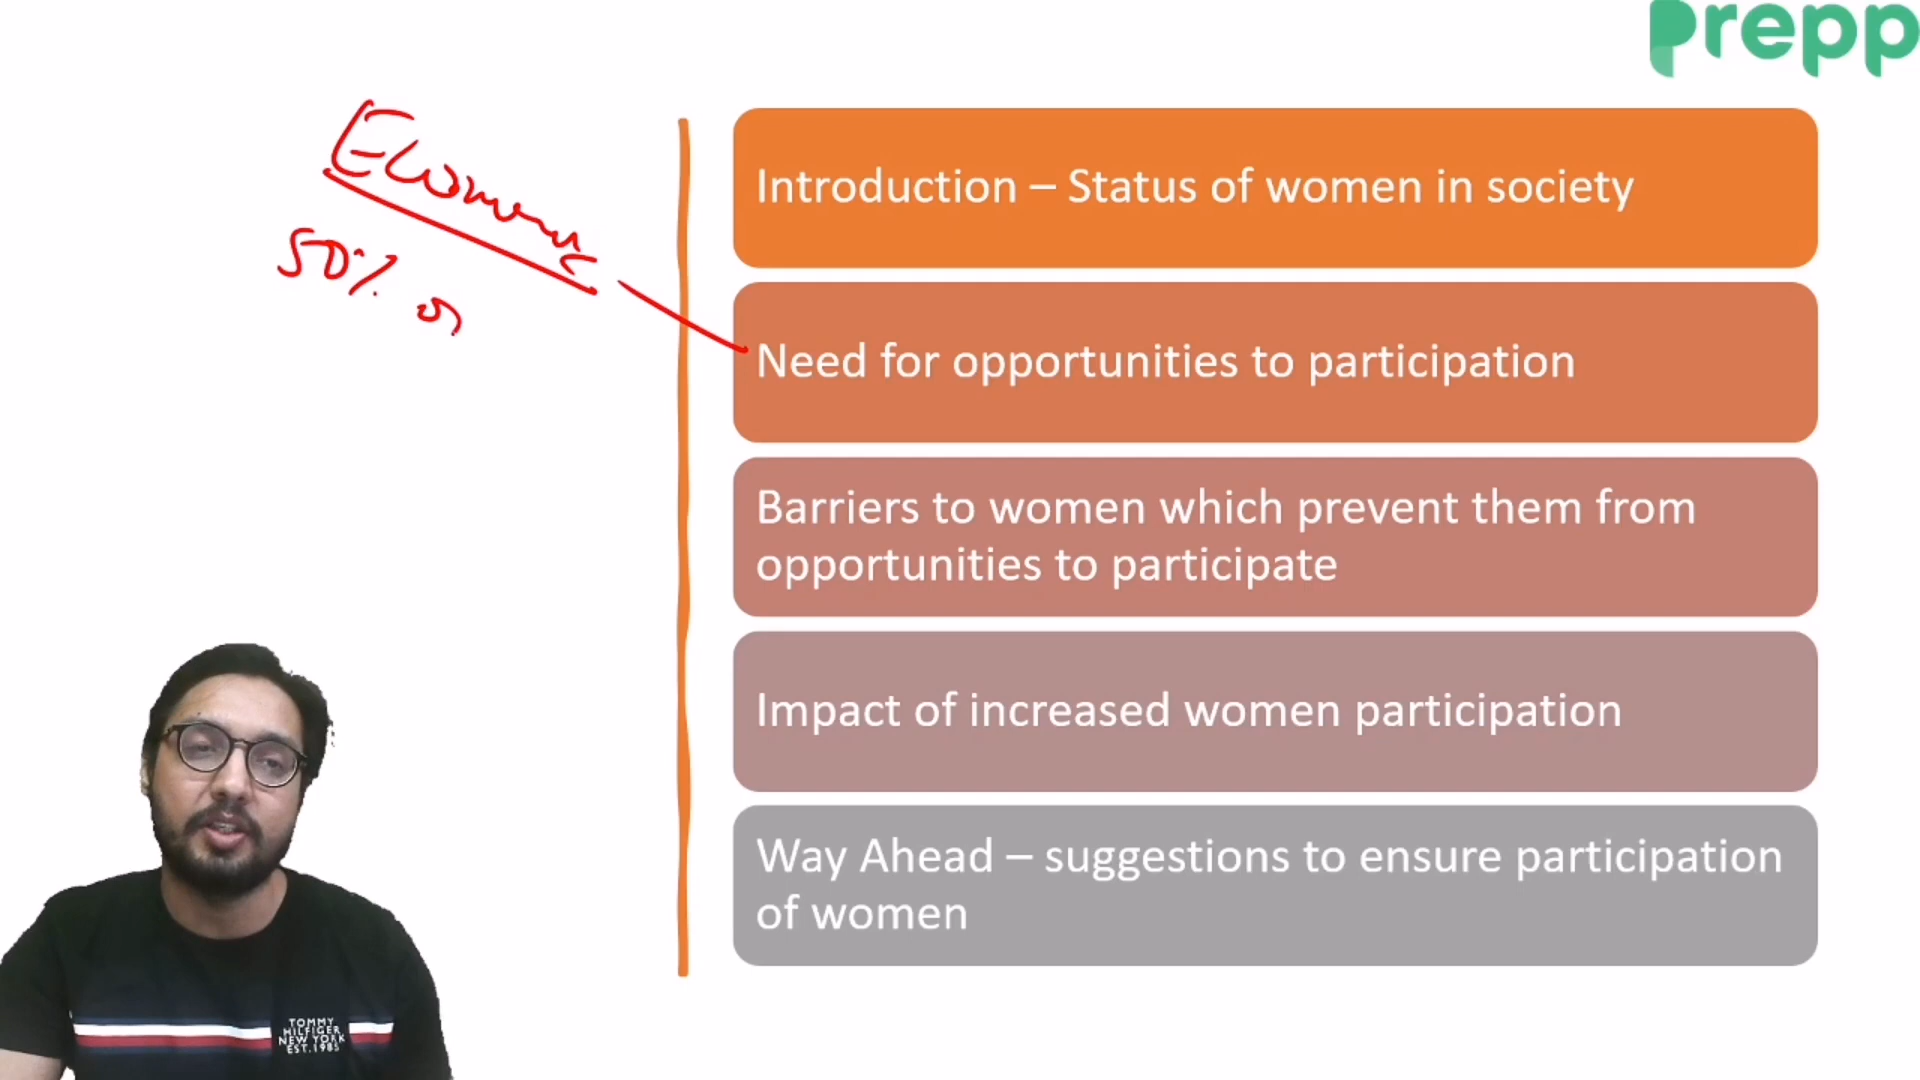 prepp
Introduction – Status of women in society
50%
Need for opportunities to participation
Barriers to women which prevent them from
opportunities to participate
Impact of increased women participation
Way Ahead – suggestions to ensure participation
of women
TOMMY
HILFIGER
NEW YORK
EST.1985